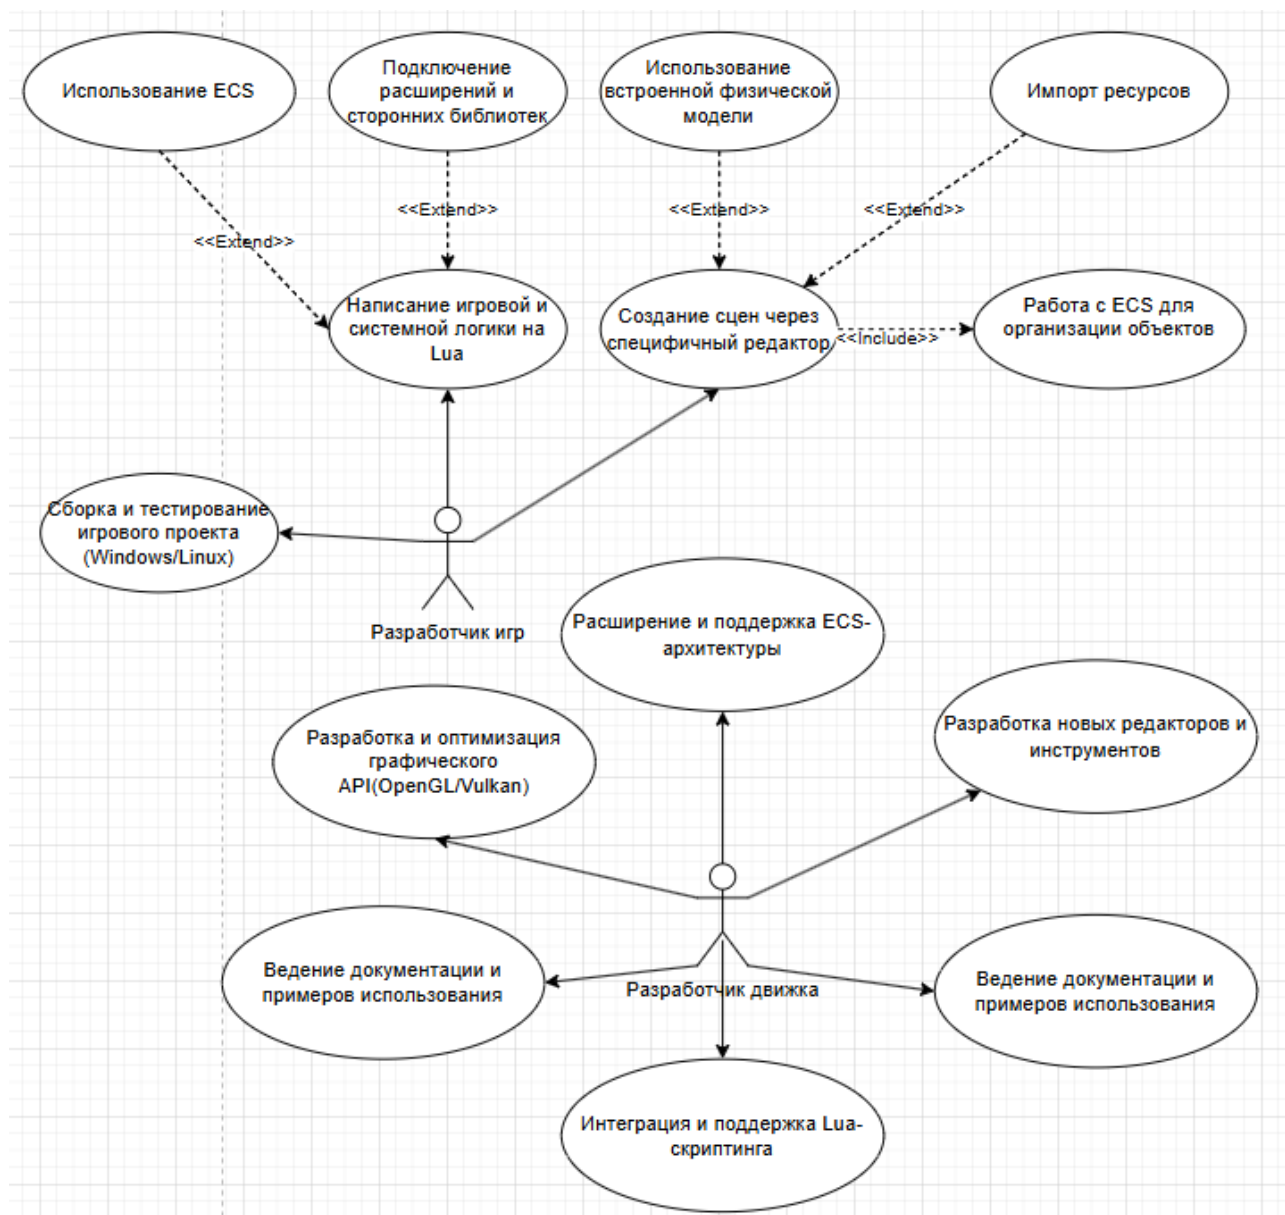 Использование ECS
Подключение
расширений и
сторонних библиотек
Использование
встроенной физической
модели
Импорт ресурсов
<<Extend>>
<<Extend>>
<<Extend>>
<<Extend>>
Написание игровой и
системной логики на
Lua
Создание сцен через
специфичный редактор
<<Include>>
Работа с ECS для
организации объектов
Сборка и тестирование
игрового проекта
(Windows/Linux)
Разработчик игр
Расширение и поддержка ECS-
архитектуры
Разработка и оптимизация
графического
API(OpenGL/Vulkan)
Разработка новых редакторов и
инструментов
Ведение документации и
примеров использования
Разработчик движка
Ведение документации и
примеров использования
Интеграция и поддержка Lua-
скриптинга